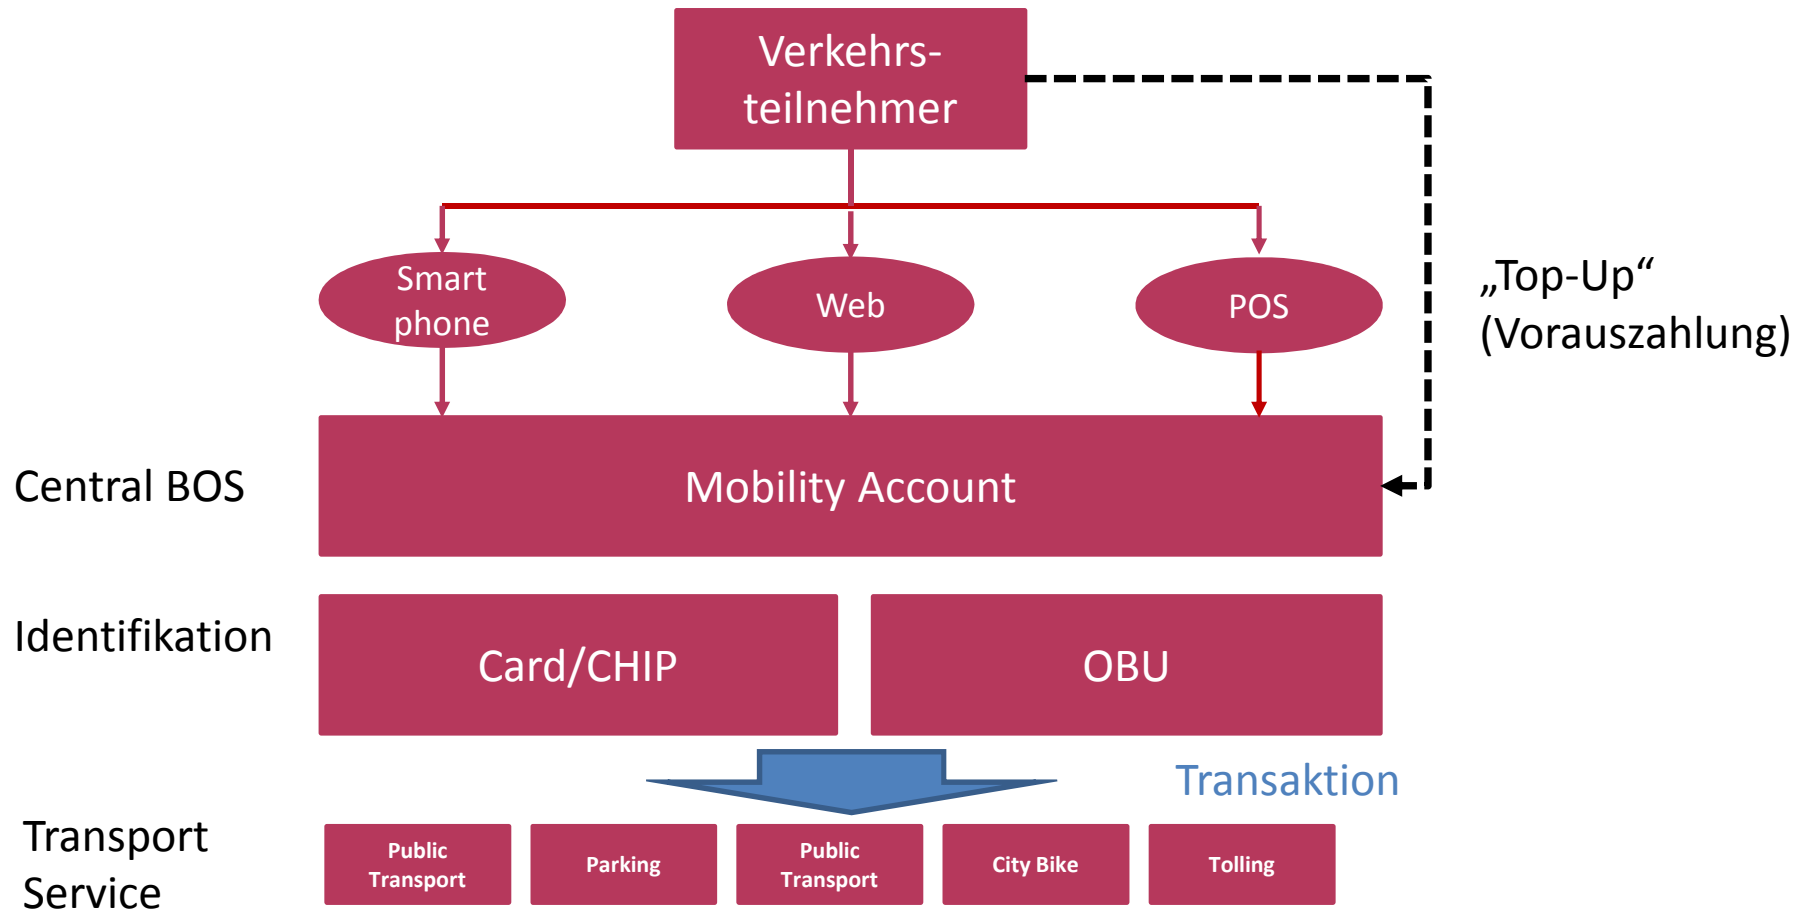 Verkehrs-
teilnehmer
Smart
phone
Web
POS
„Top-Up“
(Vorauszahlung)
Central BOS
Mobility Account
Identifikation
Card/CHIP
OBU
Transaktion
Transport
Service
Public
Transport
Parking
Public
Transport
City Bike
Tolling